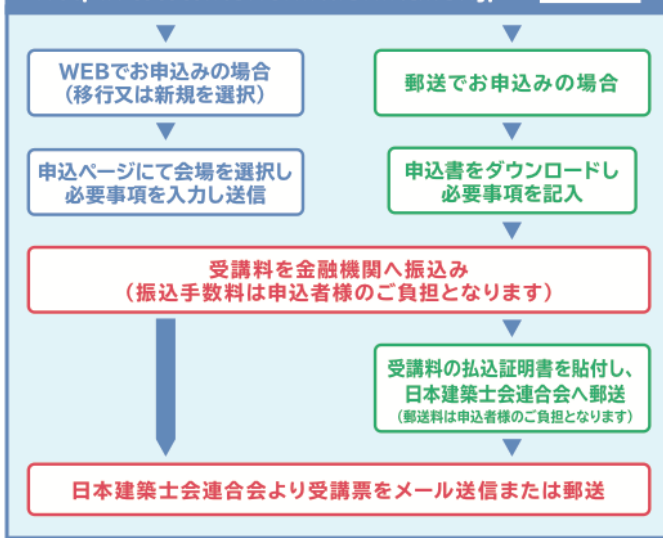 WEBでお申込みの場合
(移行又は新規を選択)
郵送でお申込みの場合
申込ページにて会場を選択し
必要事項を入力し送信
申込書をダウンロードし
必要事項を記入
受講料を金融機関へ振込み
(振込手数料は申込者様のご負担となります)
受講料の払込証明書を貼付し、
日本建築士会連合会へ郵送
(郵送料は申込者様のご負担となります)
日本建築士会連合会より受講票をメール送信または郵送